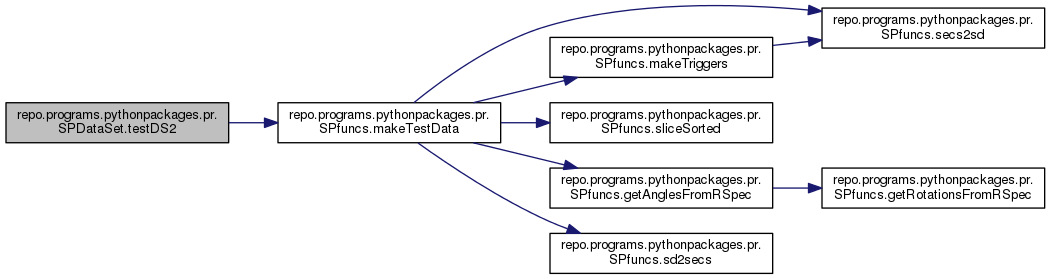 repo.programs.pythonpackages.pr.
SPDataSet.testDS2
repo.programs.pythonpackages.pr.
SPfuncs.makeTestData
repo.programs.pythonpackages.pr.
SPfuncs.makeTriggers
repo.programs.pythonpackages.pr.
SPfuncs.sliceSorted
repo.programs.pythonpackages.pr.
SPfuncs.getAnglesFromRSpec
repo.programs.pythonpackages.pr.
SPfuncs.sd2secs
repo.programs.pythonpackages.pr.
SPfuncs.secs2sd
repo.programs.pythonpackages.pr.
SPfuncs.getRotationsFromRSpec